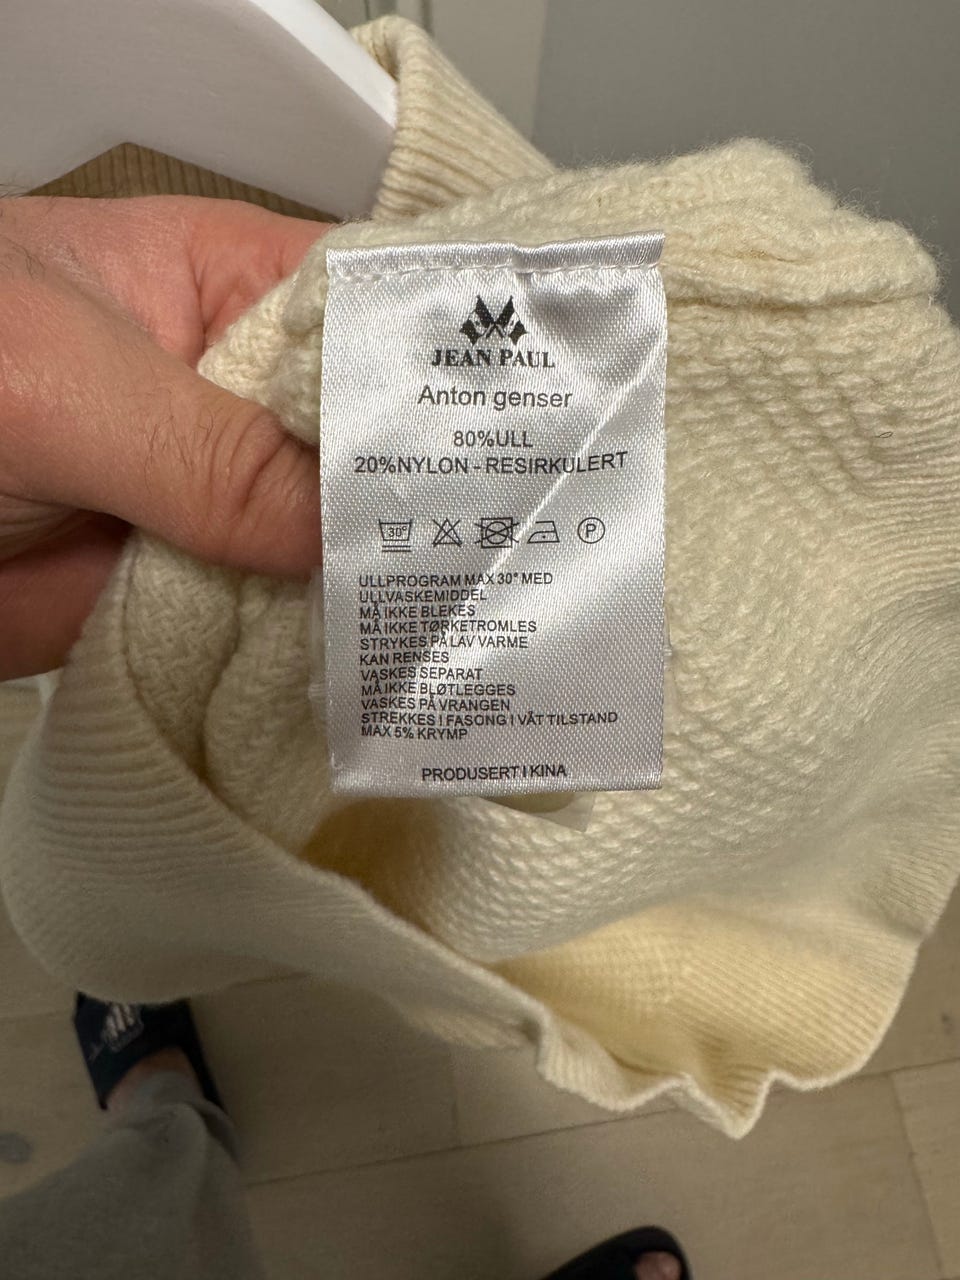 JEAN PAUL
Anton genser
80%ULL
20%NYLON - RESIRKULERT
30°
P
ULLPROGRAM MAX 30° MED
ULLVASKEMIDDEL
MÅ IKKE BLEKES
MÅ IKKE TØRKETROMLES
STRYKES PÅ LAV VARME
KAN RENSES
VASKES SEPARAT
MÅ IKKE BLØTLEGGES
VASKES PÅ VRANGEN
STREKKES I FASONG I VÅT TILSTAND
MAX 5% KRYMP
PRODUSERT I KINA